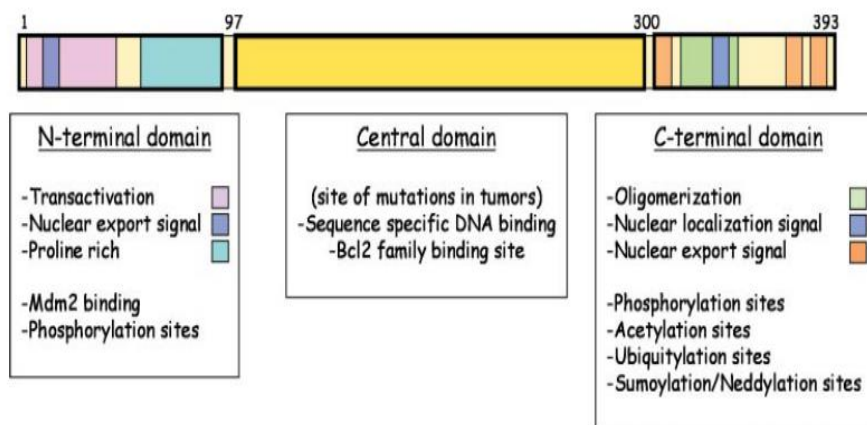 1 97 300 393
N-terminal domain
-Transactivation
-Nuclear export signal
-Proline rich
-Mdm2 binding
-Phosphorylation sites
Central domain
(site of mutations in tumors)
-Sequence specific DNA binding
-Bcl2 family binding site
C-terminal domain
-Oligomerization
-Nuclear localization signal
-Nuclear export signal
-Phosphorylation sites
-Acetylation sites
-Ubiquitylation sites
-Sumoylation/Neddylation sites